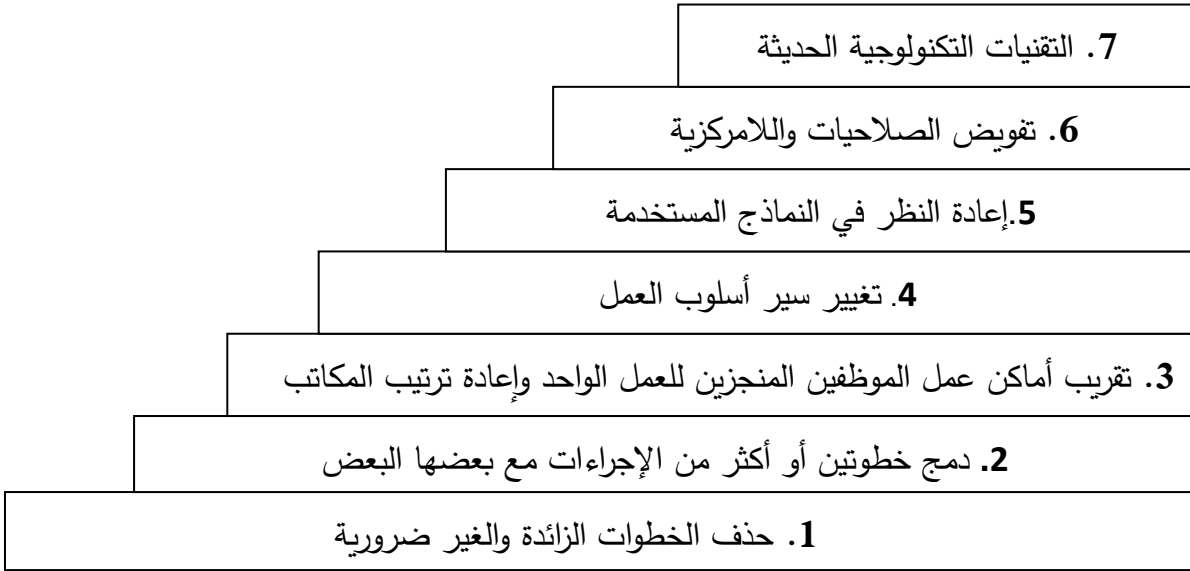 7. التقنيات التكنولوجية الحديثة
6. تفويض الصلاحيات واللامركزية
5.إعادة النظر في النماذج المستخدمة
4. تغيير سير أسلوب العمل
3. تقريب أماكن عمل الموظفين المنجزين للعمل الواحد وإعادة ترتيب المكاتب
2. دمج خطوتين أو أكثر من الإجراءات مع بعضها البعض
1. حذف الخطوات الزائدة والغير ضرورية